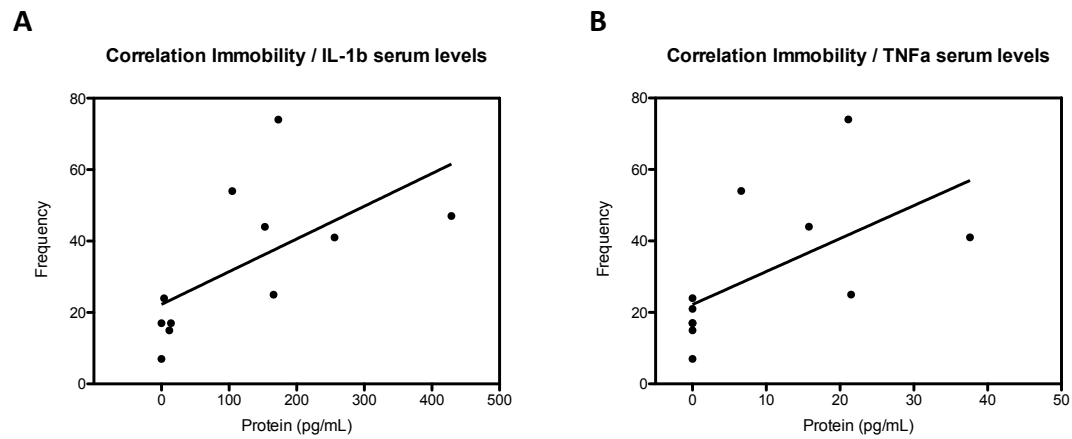 A
Correlation Immobility / IL-1b serum levels
80
60
40
20
0
Frequency
0 100 200 300 400 500
Protein (pg/mL)
B
Correlation Immobility / TNFa serum levels
80
60
40
20
0
Frequency
0 10 20 30 40 50
Protein (pg/mL)